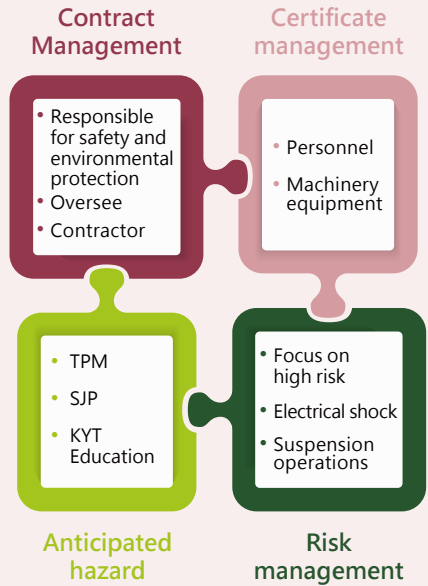 Contract
Management
• Responsible
for safety and
environmental
protection
• Oversee
• Contractor
Certificate
management
• Personnel
• Machinery
equipment
• TPM
• SJP
• KYT
Education
Anticipated
hazard
• Focus on
high risk
• Electrical shock
• Suspension
operations
Risk
management